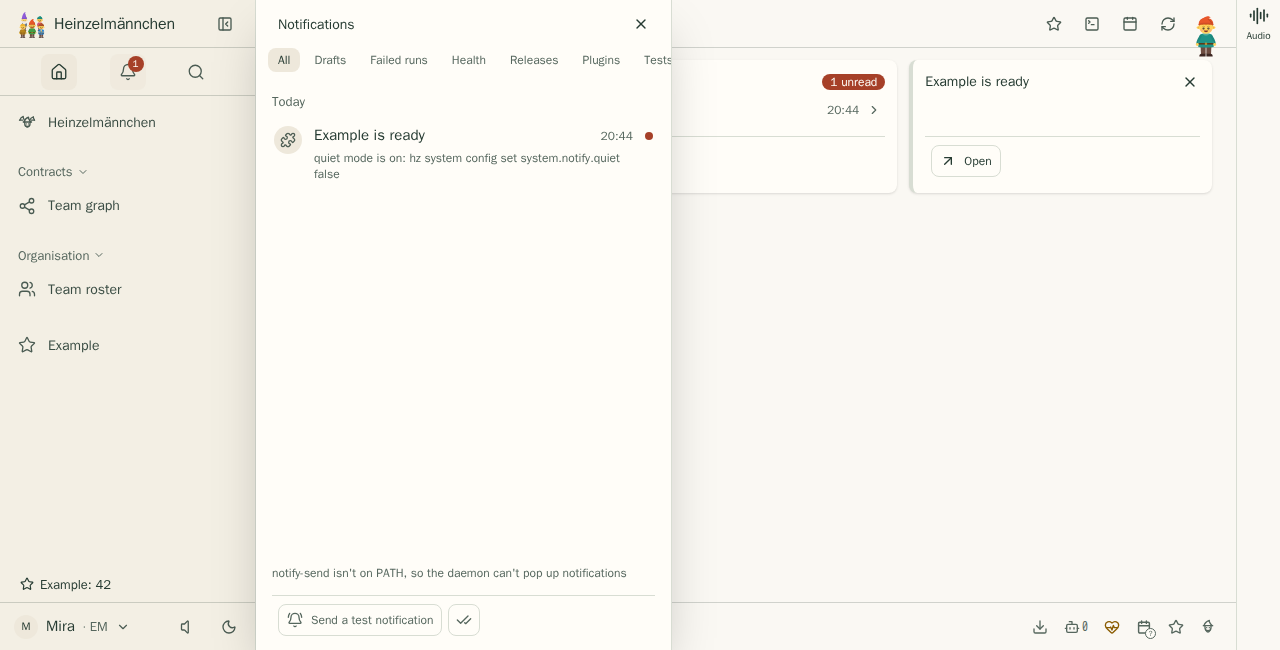 Heinzelmännchen
1
Heinzelmännchen
Contracts
Team graph
Organisation
Team roster
Example
Example: 42
M Mira · EM
Notifications
All Drafts Failed runs Health Releases Plugins Tests
Today
Example is ready 20:44
quiet mode is on: hz system config set system.notify.quiet
false
notify-send isn't on PATH, so the daemon can't pop up notifications
Send a test notification
1 unread
20:44
Example is ready
Open
Audio
0
?